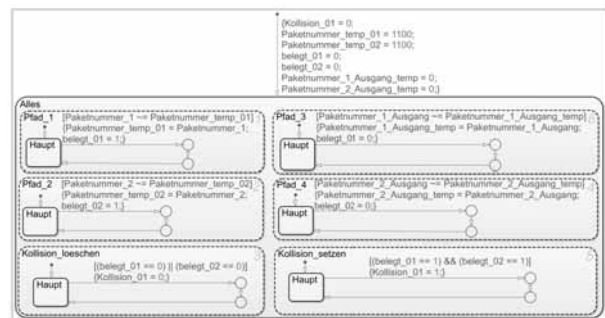 {Kollision_01 = 0;
Paketnummer_temp_01 = 1100;
Paketnummer_temp_02 = 1100;
belegt_01 = 0;
belegt_02 = 0;
Paketnummer_1_Ausgang_temp = 0;
Paketnummer_2_Ausgang_temp = 0;}
Alles
Pfad_1 [Paketnummer_1 ~= Paketnummer_temp_01]
{Paketnummer_temp_01 = Paketnummer_1;
belegt_01 = 1;}
Haupt
Pfad_3 [Paketnummer_1_Ausgang ~= Paketnummer_1_Ausgang_temp]
{Paketnummer_1_Ausgang_temp = Paketnummer_1_Ausgang;
belegt_01 = 0;}
Haupt
Pfad_2 [Paketnummer_2 ~= Paketnummer_temp_02]
{Paketnummer_temp_02 = Paketnummer_2;
belegt_02 = 1;}
Haupt
Pfad_4 [Paketnummer_2_Ausgang ~= Paketnummer_2_Ausgang_temp]
{Paketnummer_2_Ausgang_temp = Paketnummer_2_Ausgang;
belegt_02 = 0;}
Haupt
Kollision_loeschen
[(belegt_01 == 0) || (belegt_02 == 0)]
{Kollision_01 = 0;}
Haupt
Kollision_setzen
[(belegt_01 == 1) && (belegt_02 == 1)]
{Kollision_01 = 1;}
Haupt